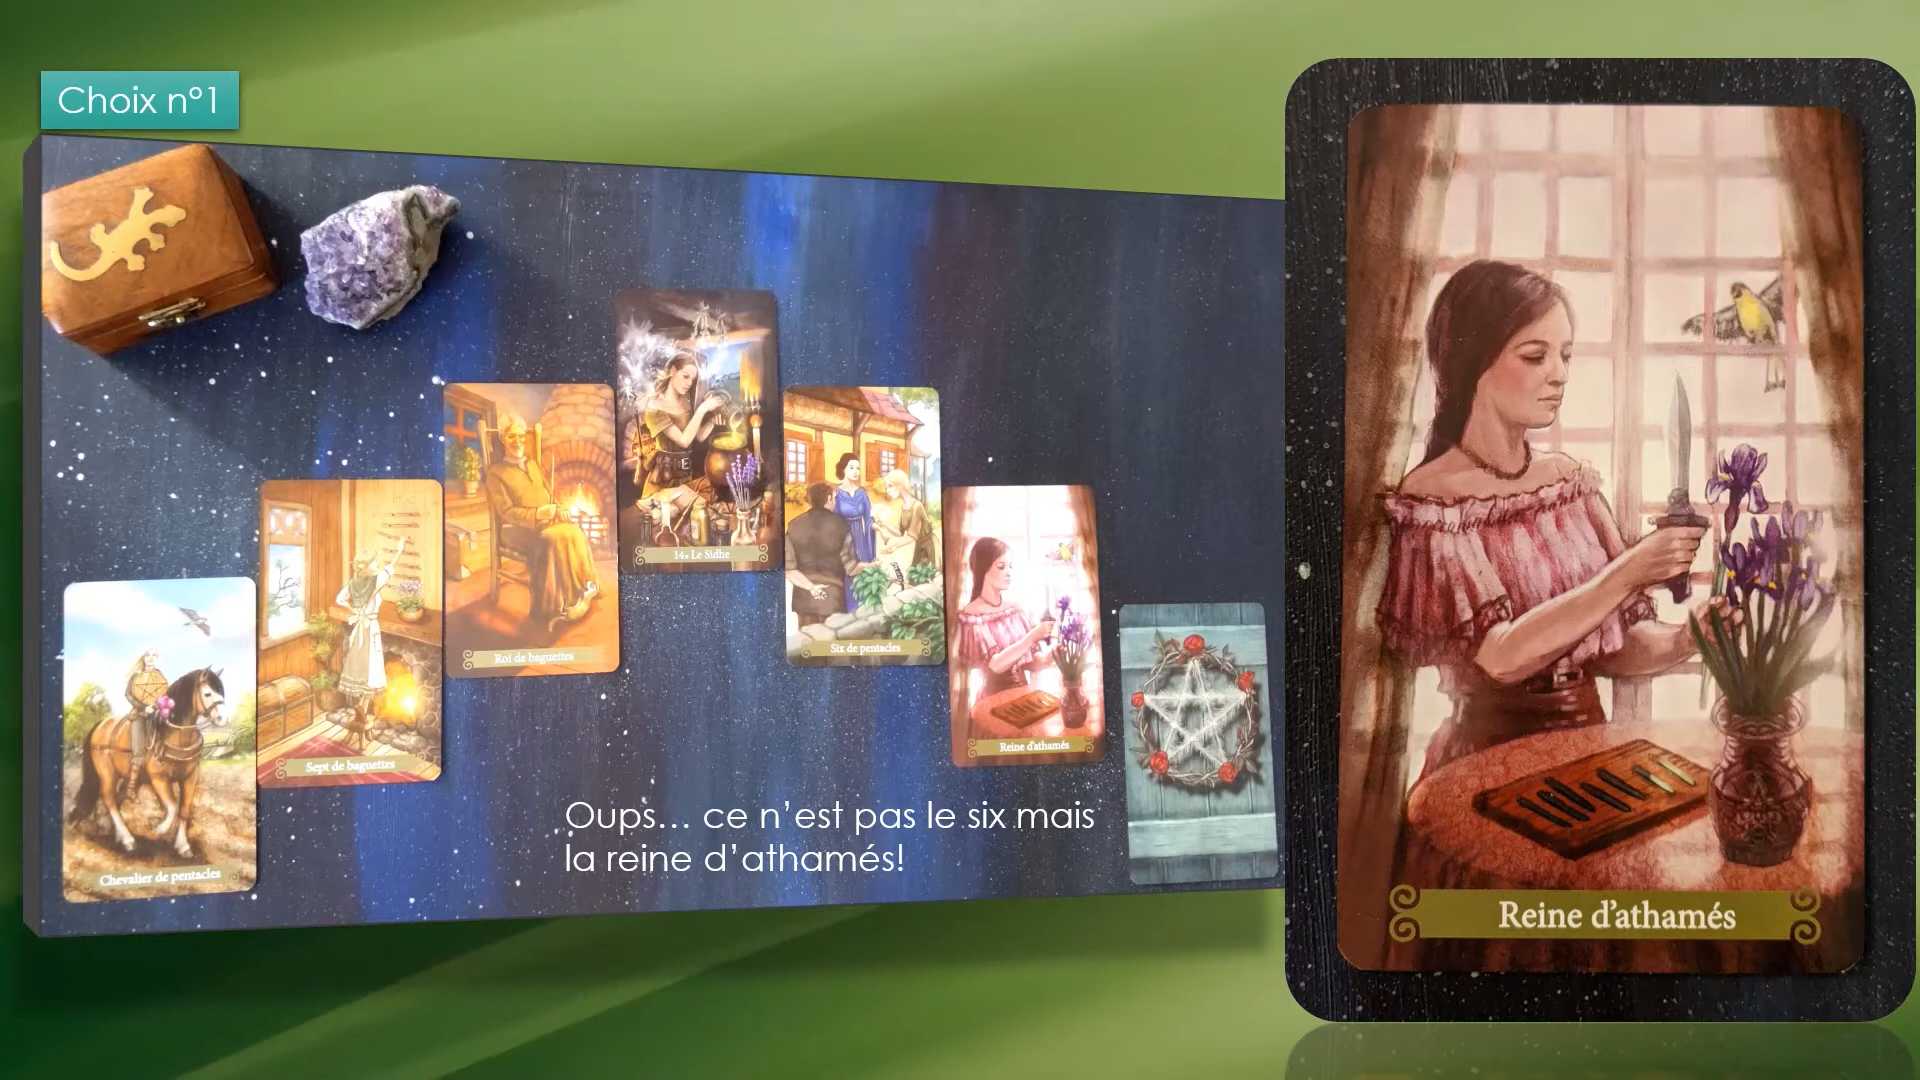 Choix n°1
Chevalier de pentacles
Sept de baguettes
Roi de baguettes
14. Le Sidhe
Six de pentacles
Reine d'athamés
Oups... ce n'est pas le six mais
la reine d'athamés!
Reine d'athamés